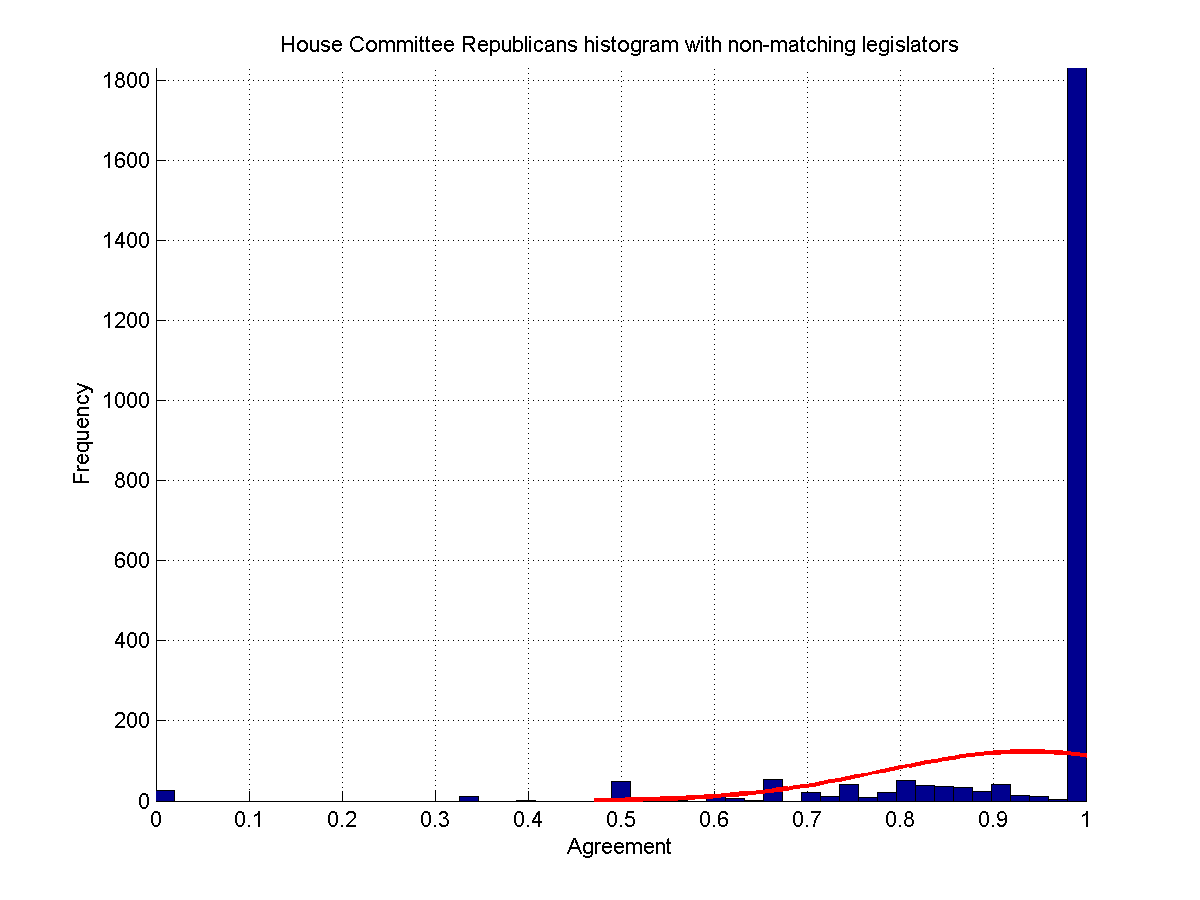 House Committee Republicans histogram with non-matching legislators
1800
1600
1400
1200
1000
800
600
400
200
0
Frequency
0 0.1 0.2 0.3 0.4 0.5 0.6 0.7 0.8 0.9 1
Agreement